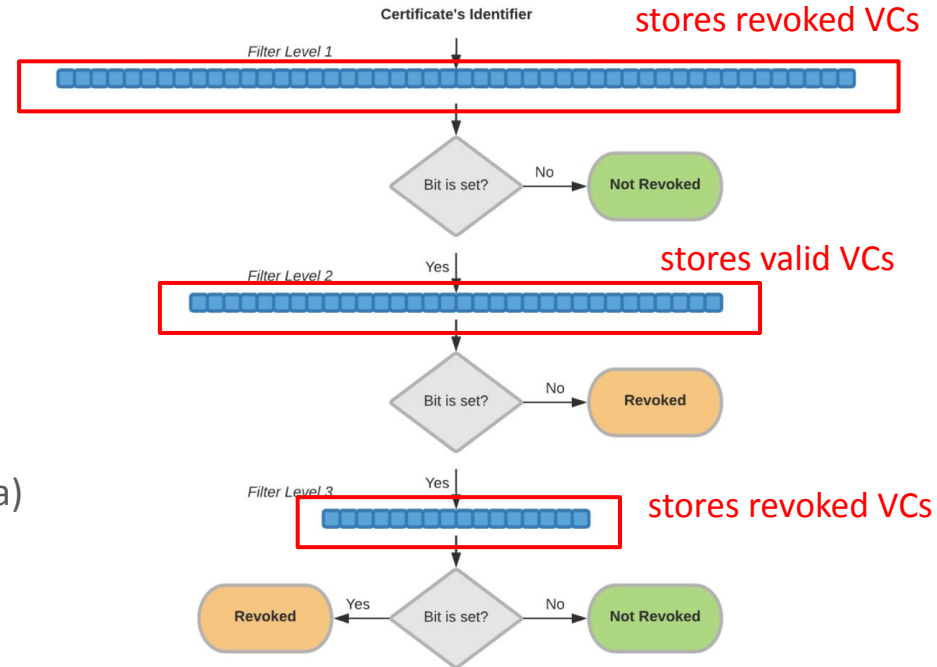 Certificate's Identifier
stores revoked VCs
Filter Level 1
Bit is set?
No
Not Revoked
Yes
stores valid VCs
Filter Level 2
Bit is set?
No
Revoked
a)
Yes
Filter Level 3
stores revoked VCs
Revoked
Yes
Bit is set?
No
Not Revoked